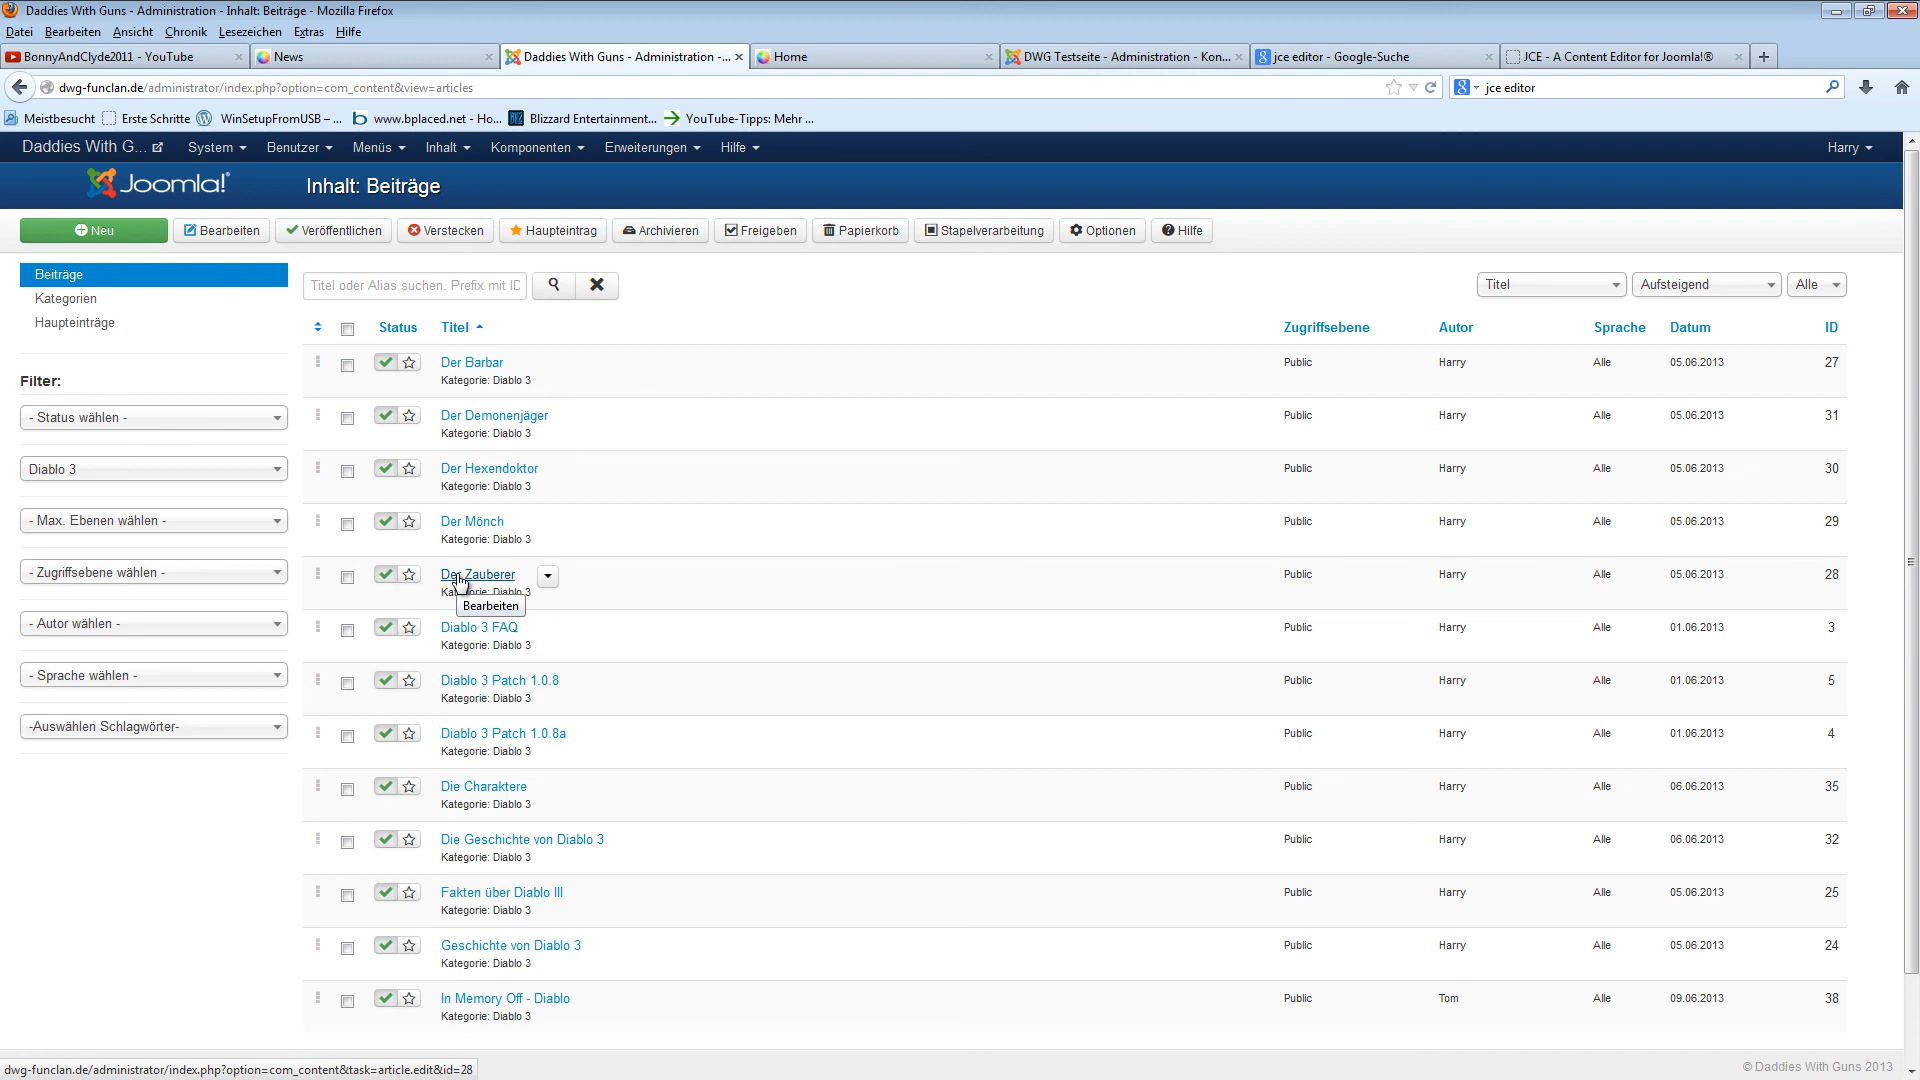 Daddies With Guns - Administration - Inhalt: Beiträge - Mozilla Firefox
Datei Bearbeiten Ansicht Chronik Lesezeichen Extras Hilfe
BonnyAndClyde2011 - YouTube News Daddies With Guns - Administration -... Home DWG Testseite - Administration - Kon... jce editor - Google-Suche JCE - A Content Editor for Joomla!®
dwg-funclan.de/administrator/index.php?option=com_content&view=articles jce editor
Meistbesucht Erste Schritte WinSetupFromUSB – ... www.bplaced.net - Ho... Blizzard Entertainment... YouTube-Tipps: Mehr ...
Daddies With G... System Benutzer Menüs Inhalt Komponenten Erweiterungen Hilfe Harry
Joomla!® Inhalt: Beiträge
Neu Bearbeiten Veröffentlichen Verstecken Haupteintrag Archivieren Freigeben Papierkorb Stapelverarbeitung Optionen Hilfe
Beiträge
Kategorien
Haupteinträge
Filter:
- Status wählen -
Diablo 3
- Max. Ebenen wählen -
- Zugriffsebene wählen -
- Autor wählen -
- Sprache wählen -
-Auswählen Schlagwörter-
Titel oder Alias suchen. Prefix mit ID Titel Aufsteigend Alle
Status Titel Zugriffsebene Autor Sprache Datum ID
Der Barbar Public Harry Alle 05.06.2013 27
Kategorie: Diablo 3
Der Demonenjäger Public Harry Alle 05.06.2013 31
Kategorie: Diablo 3
Der Hexendoktor Public Harry Alle 05.06.2013 30
Kategorie: Diablo 3
Der Mönch Public Harry Alle 05.06.2013 29
Kategorie: Diablo 3
Der Zauberer Public Harry Alle 05.06.2013 28
Kategorie: Diablo 3
Bearbeiten
Diablo 3 FAQ Public Harry Alle 01.06.2013 3
Kategorie: Diablo 3
Diablo 3 Patch 1.0.8 Public Harry Alle 01.06.2013 5
Kategorie: Diablo 3
Diablo 3 Patch 1.0.8a Public Harry Alle 01.06.2013 4
Kategorie: Diablo 3
Die Charaktere Public Harry Alle 06.06.2013 35
Kategorie: Diablo 3
Die Geschichte von Diablo 3 Public Harry Alle 06.06.2013 32
Kategorie: Diablo 3
Fakten über Diablo III Public Harry Alle 05.06.2013 25
Kategorie: Diablo 3
Geschichte von Diablo 3 Public Harry Alle 05.06.2013 24
Kategorie: Diablo 3
In Memory Off - Diablo Public Tom Alle 09.06.2013 38
Kategorie: Diablo 3
dwg-funclan.de/administrator/index.php?option=com_content&task=article.edit&id=28 © Daddies With Guns 2013